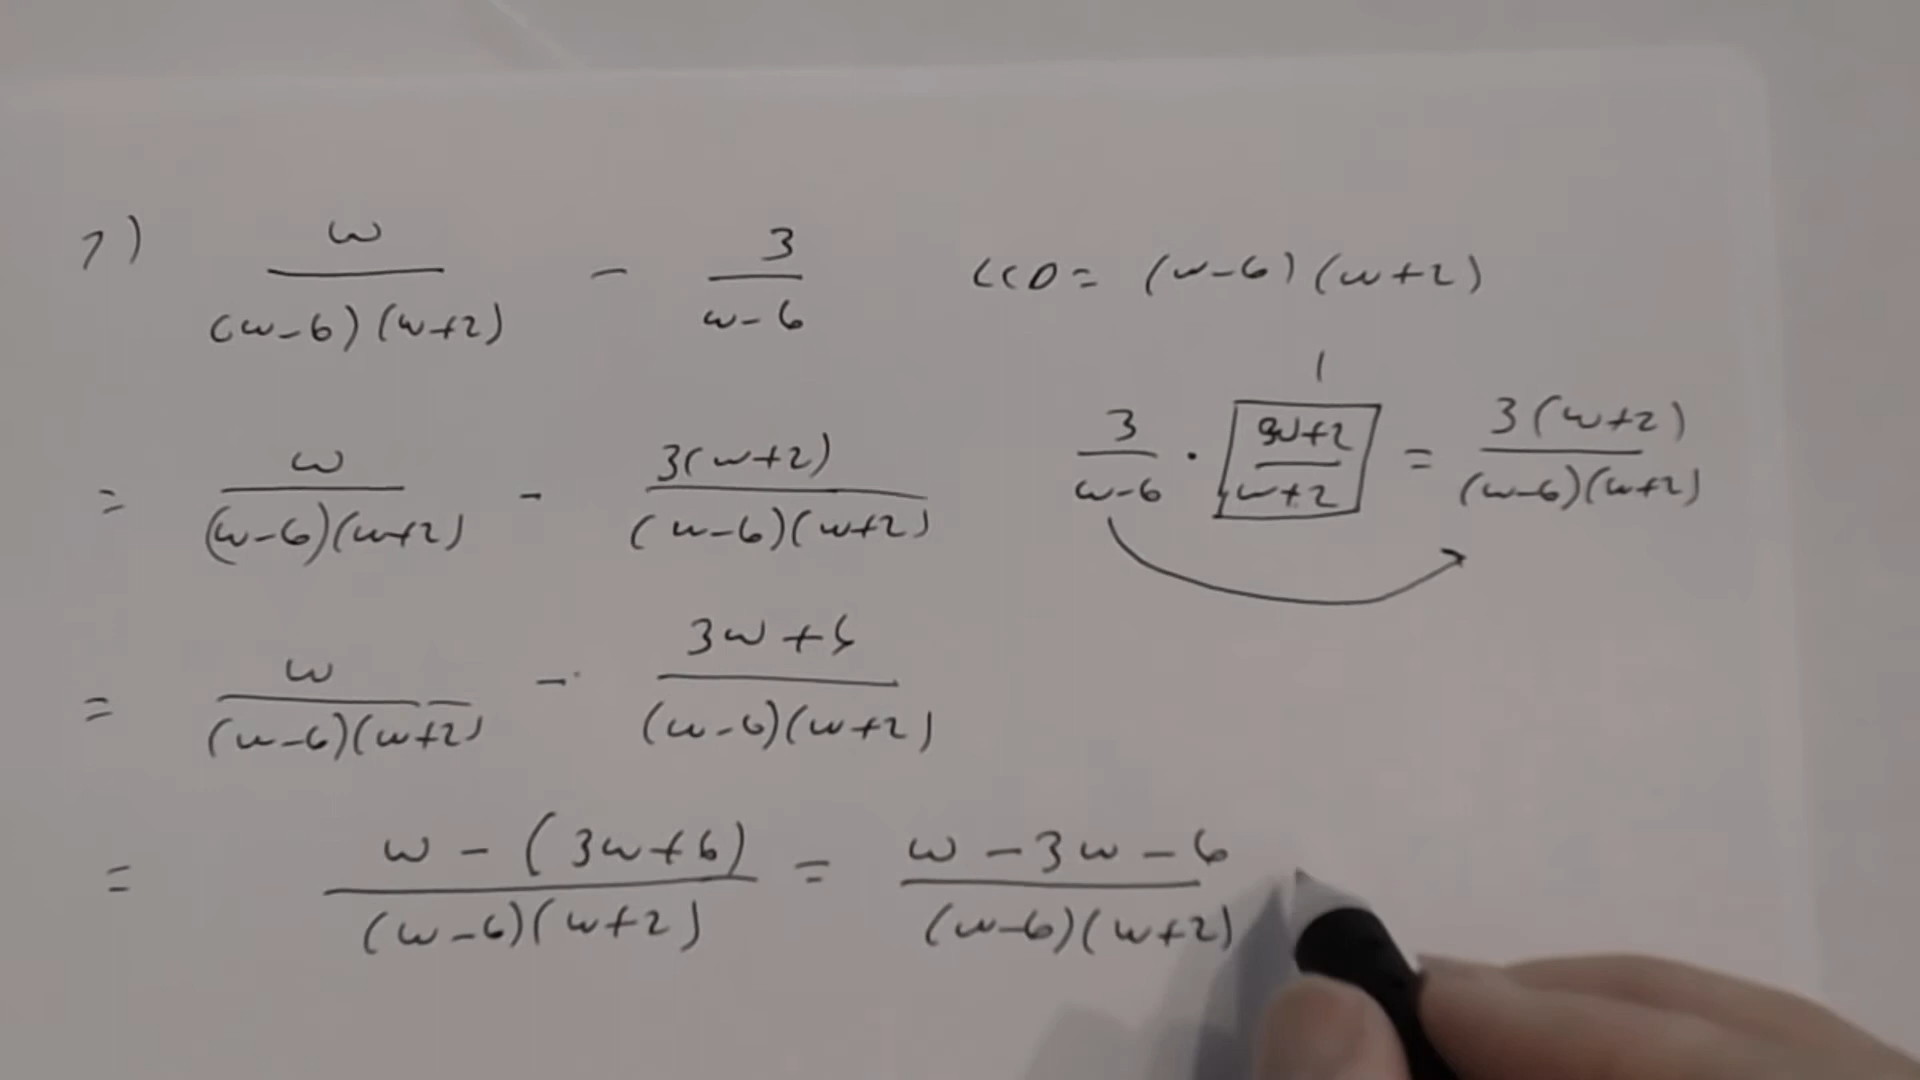 7) w/((w-6)(w+2)) - 3/(w-6) LCD = (w-6)(w+2)
1
3/(w-6) · (w+2)/(w+2) = 3(w+2)/((w-6)(w+2))
= w/((w-6)(w+2)) - 3(w+2)/((w-6)(w+2))
= w/((w-6)(w+2)) - (3w+6)/((w-6)(w+2))
= (w-(3w+6))/((w-6)(w+2)) = (w-3w-6)/((w-6)(w+2))